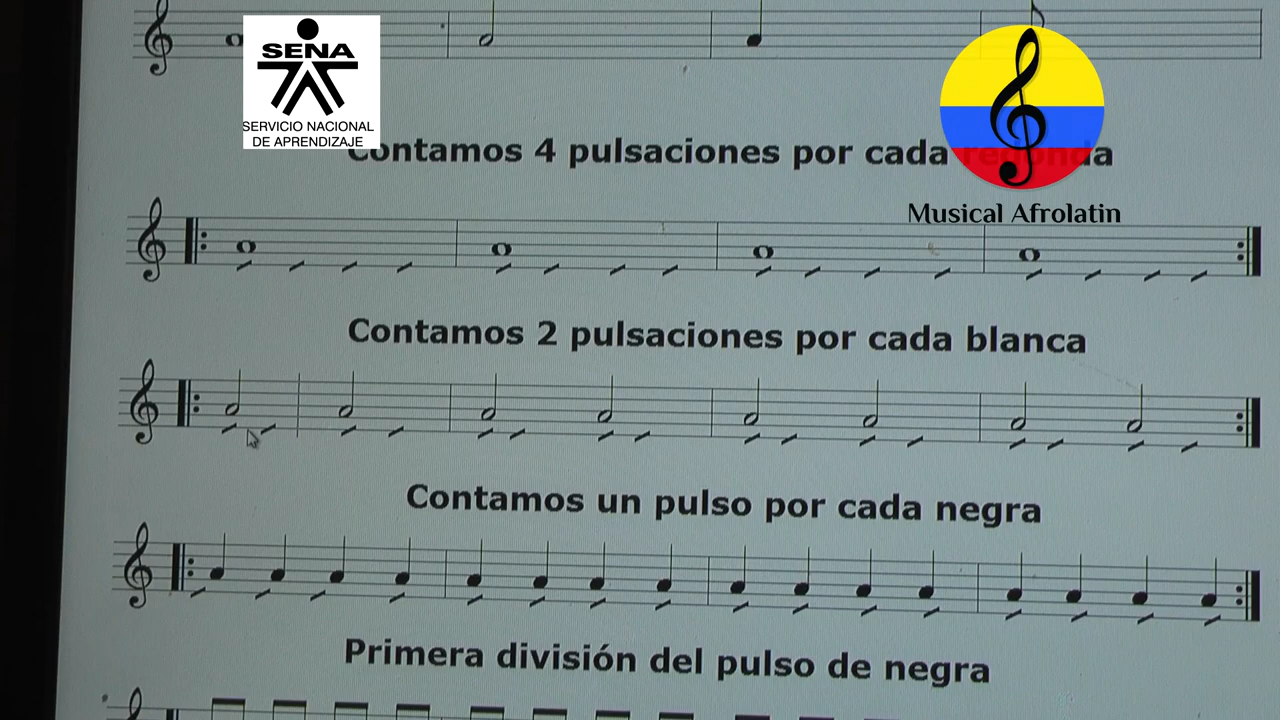 SENA
SERVICIO NACIONAL
DE APRENDIZAJE
Contamos 4 pulsaciones por cada redonda
Musical Afrolatin
Contamos 2 pulsaciones por cada blanca
Contamos un pulso por cada negra
Primera división del pulso de negra